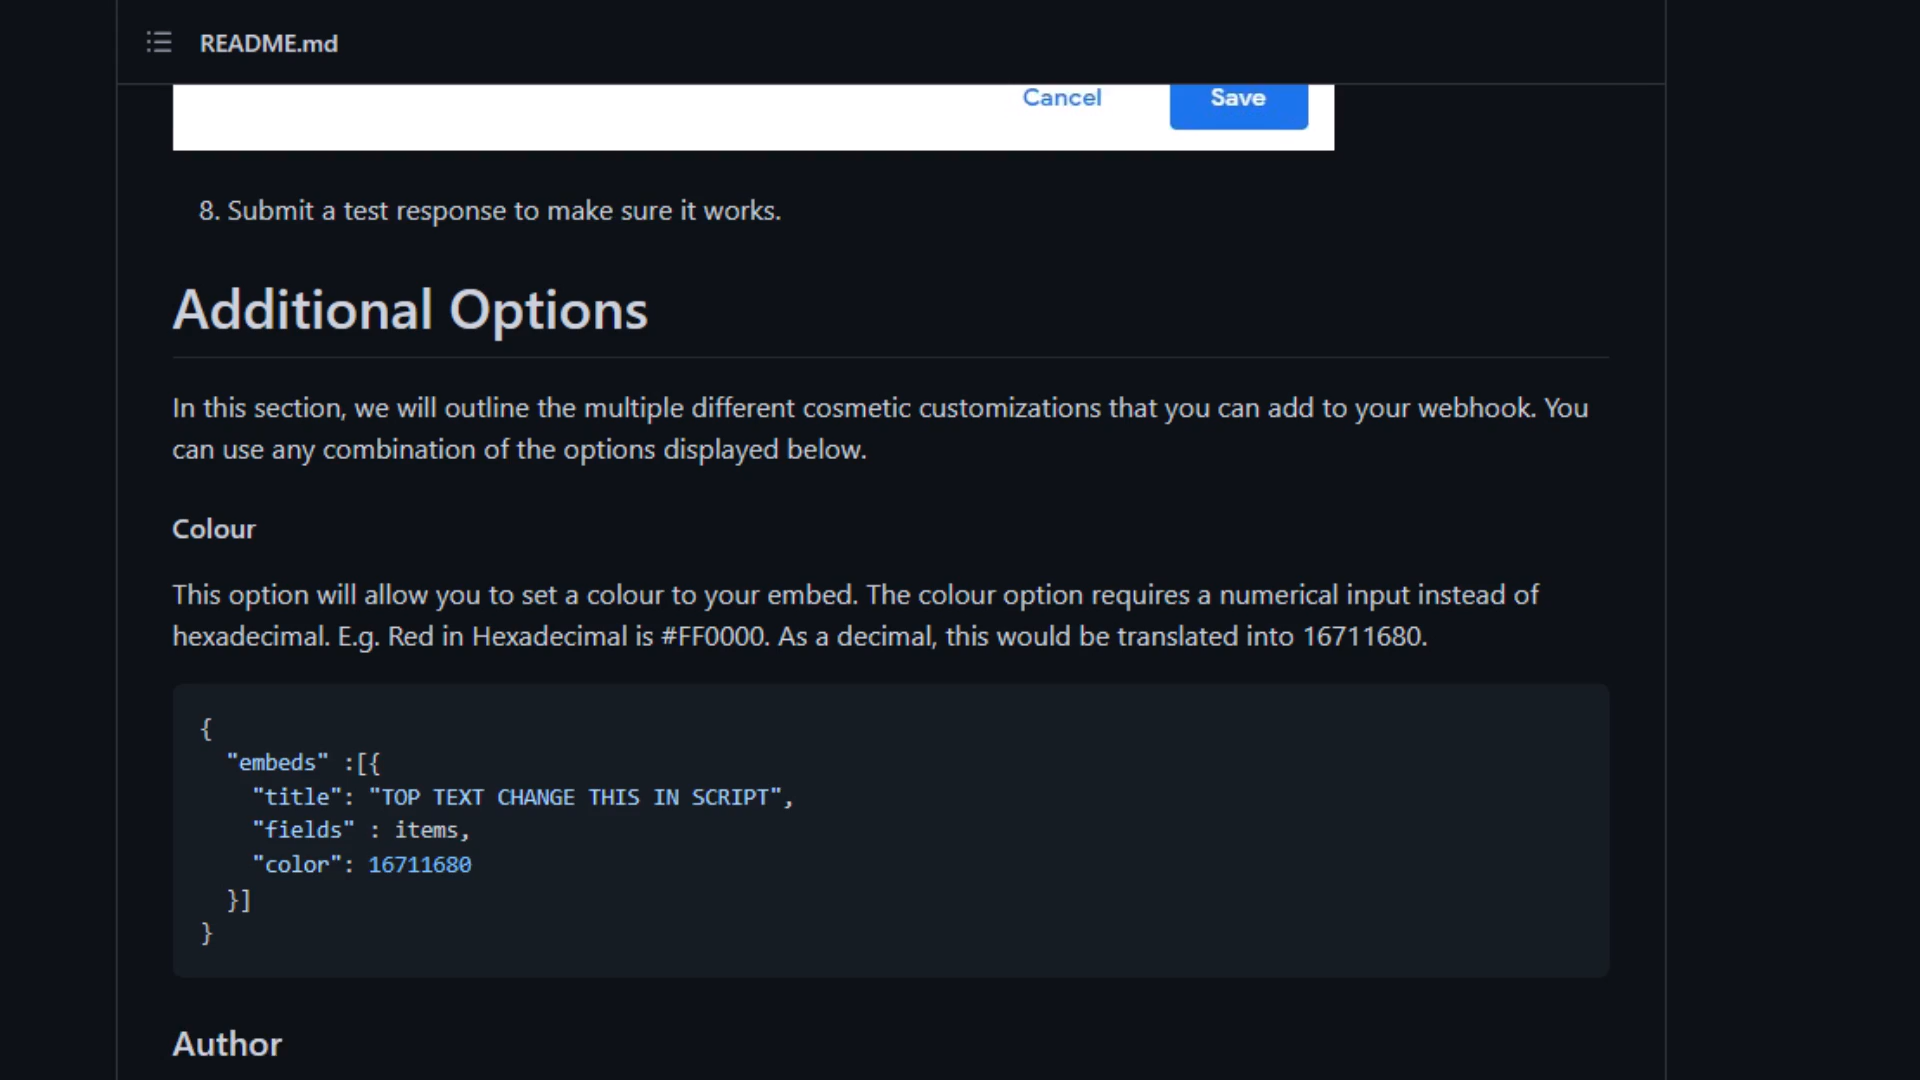 README.md
Cancel Save
8. Submit a test response to make sure it works.
Additional Options
In this section, we will outline the multiple different cosmetic customizations that you can add to your webhook. You
can use any combination of the options displayed below.
Colour
This option will allow you to set a colour to your embed. The colour option requires a numerical input instead of
hexadecimal. E.g. Red in Hexadecimal is #FF0000. As a decimal, this would be translated into 16711680.
{
  "embeds" :[{
    "title": "TOP TEXT CHANGE THIS IN SCRIPT",
    "fields" : items,
    "color": 16711680
  }]
}
Author